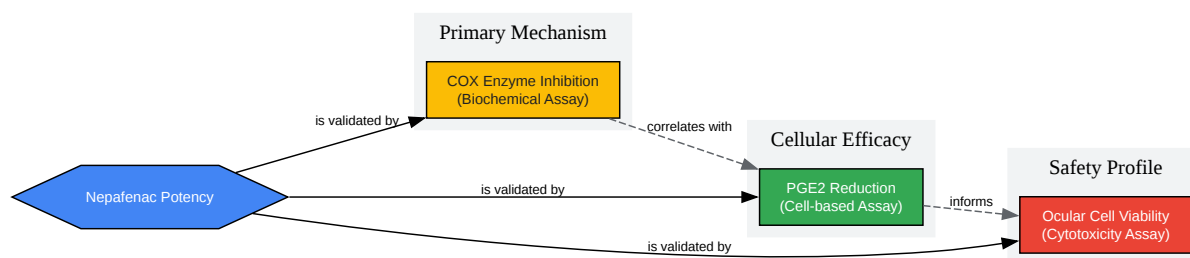 Primary Mechanism
COX Enzyme Inhibition
(Biochemical Assay)
is validated by
correlates with
Cellular Efficacy
Nepafenac Potency
is validated by
PGE2 Reduction
(Cell-based Assay)
informs
Safety Profile
Ocular Cell Viability
(Cytotoxicity Assay)
is validated by